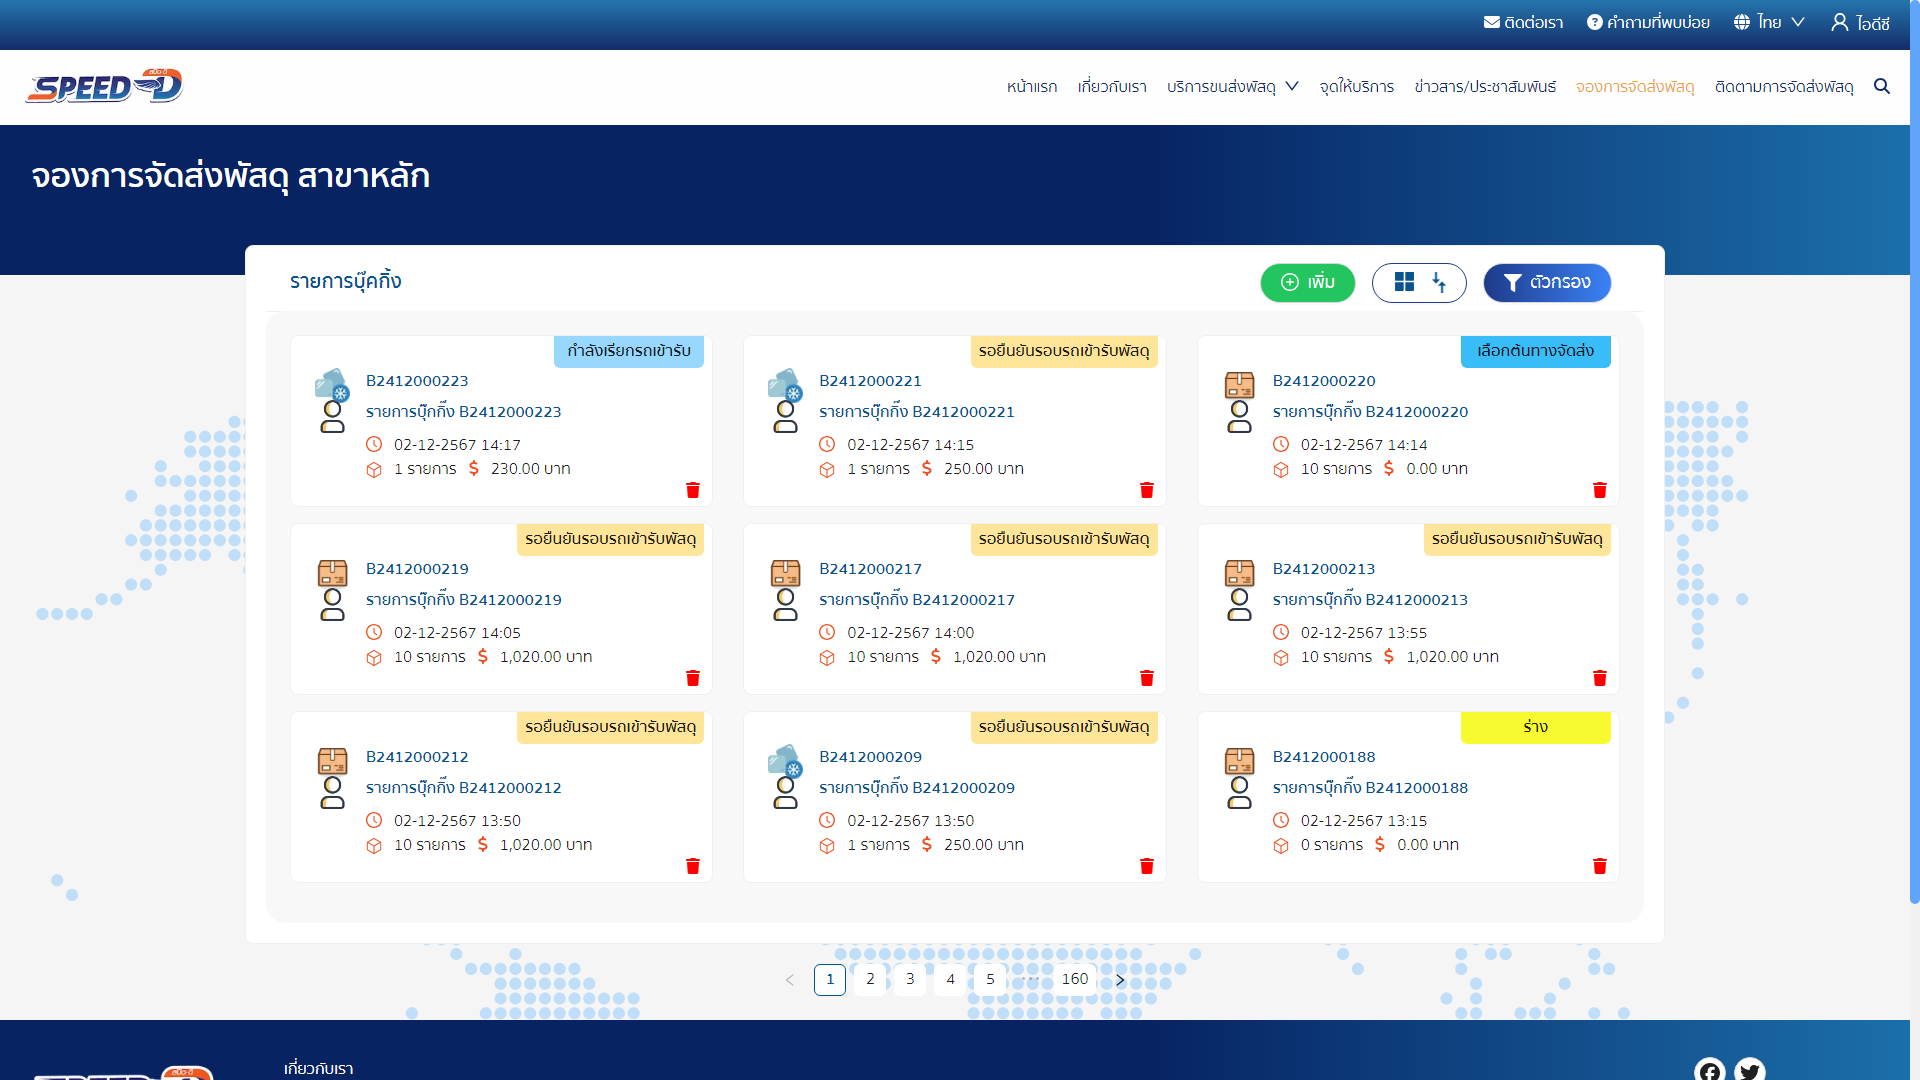 ติดต่อเรา คำถามที่พบบ่อย ไทย ไอดีซี
SPEED-D สปีด-ดี
หน้าแรก เกี่ยวกับเรา บริการขนส่งพัสดุ จุดให้บริการ ข่าวสาร/ประชาสัมพันธ์ จองการจัดส่งพัสดุ ติดตามการจัดส่งพัสดุ
จองการจัดส่งพัสดุ สาขาหลัก
รายการบุ๊คกิ้ง
เพิ่ม
ตัวกรอง
กำลังเรียกรถเข้ารับ
B2412000223
รายการบุ๊กกิ๊ง B2412000223
02-12-2567 14:17
1 รายการ $ 230.00 บาท
รอยืนยันรอบรถเข้ารับพัสดุ
B2412000221
รายการบุ๊กกิ๊ง B2412000221
02-12-2567 14:15
1 รายการ $ 250.00 บาท
เลือกต้นทางจัดส่ง
B2412000220
รายการบุ๊กกิ๊ง B2412000220
02-12-2567 14:14
10 รายการ $ 0.00 บาท
รอยืนยันรอบรถเข้ารับพัสดุ
B2412000219
รายการบุ๊กกิ๊ง B2412000219
02-12-2567 14:05
10 รายการ $ 1,020.00 บาท
รอยืนยันรอบรถเข้ารับพัสดุ
B2412000217
รายการบุ๊กกิ๊ง B2412000217
02-12-2567 14:00
10 รายการ $ 1,020.00 บาท
รอยืนยันรอบรถเข้ารับพัสดุ
B2412000213
รายการบุ๊กกิ๊ง B2412000213
02-12-2567 13:55
10 รายการ $ 1,020.00 บาท
รอยืนยันรอบรถเข้ารับพัสดุ
B2412000212
รายการบุ๊กกิ๊ง B2412000212
02-12-2567 13:50
10 รายการ $ 1,020.00 บาท
รอยืนยันรอบรถเข้ารับพัสดุ
B2412000209
รายการบุ๊กกิ๊ง B2412000209
02-12-2567 13:50
1 รายการ $ 250.00 บาท
ร่าง
B2412000188
รายการบุ๊กกิ๊ง B2412000188
02-12-2567 13:15
0 รายการ $ 0.00 บาท
< 1 2 3 4 5 ••• 160 >
เกี่ยวกับเรา